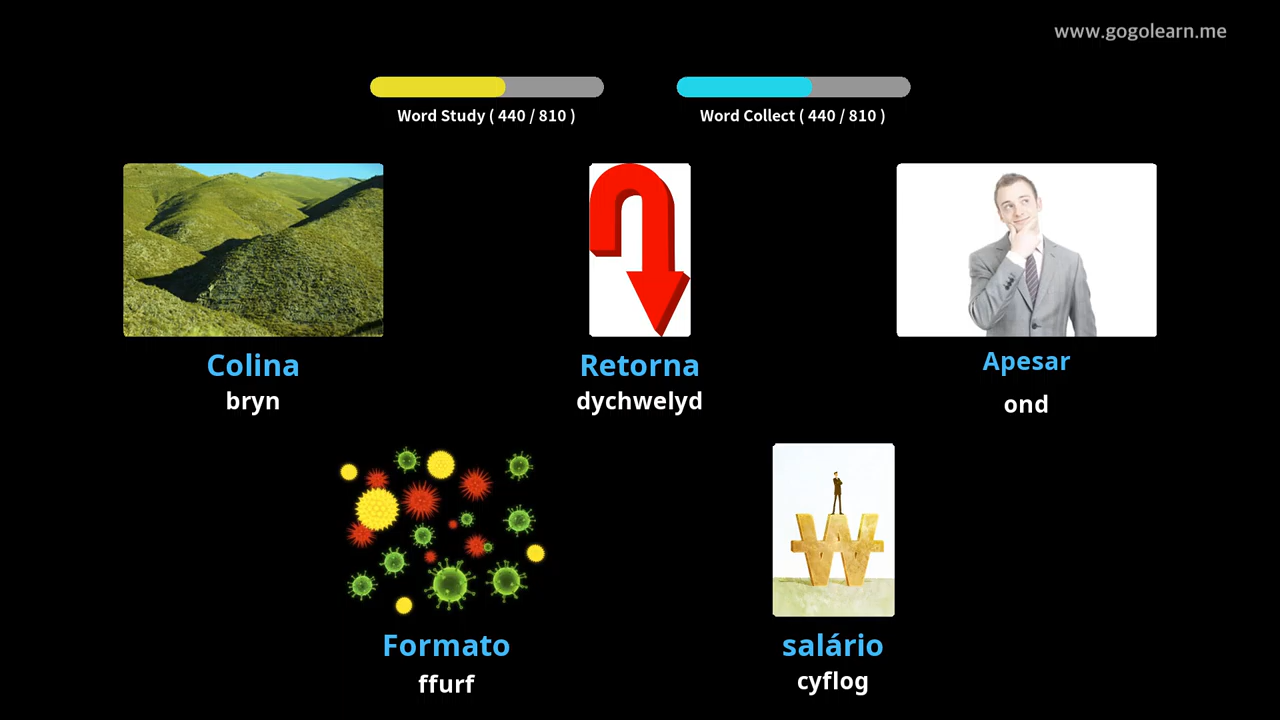 www.gogolearn.me
Word Study ( 440 / 810 )
Word Collect ( 440 / 810 )
Colina
bryn
Retorna
dychwelyd
Apesar
ond
Formato
ffurf
salário
cyflog